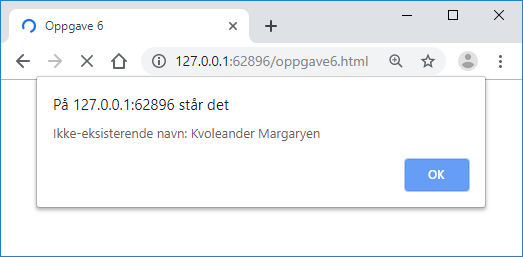 Oppgave 6
127.0.0.1:62896/oppgave6.html
På 127.0.0.1:62896 står det
Ikke-eksisterende navn: Kvoleander Margaryen
OK